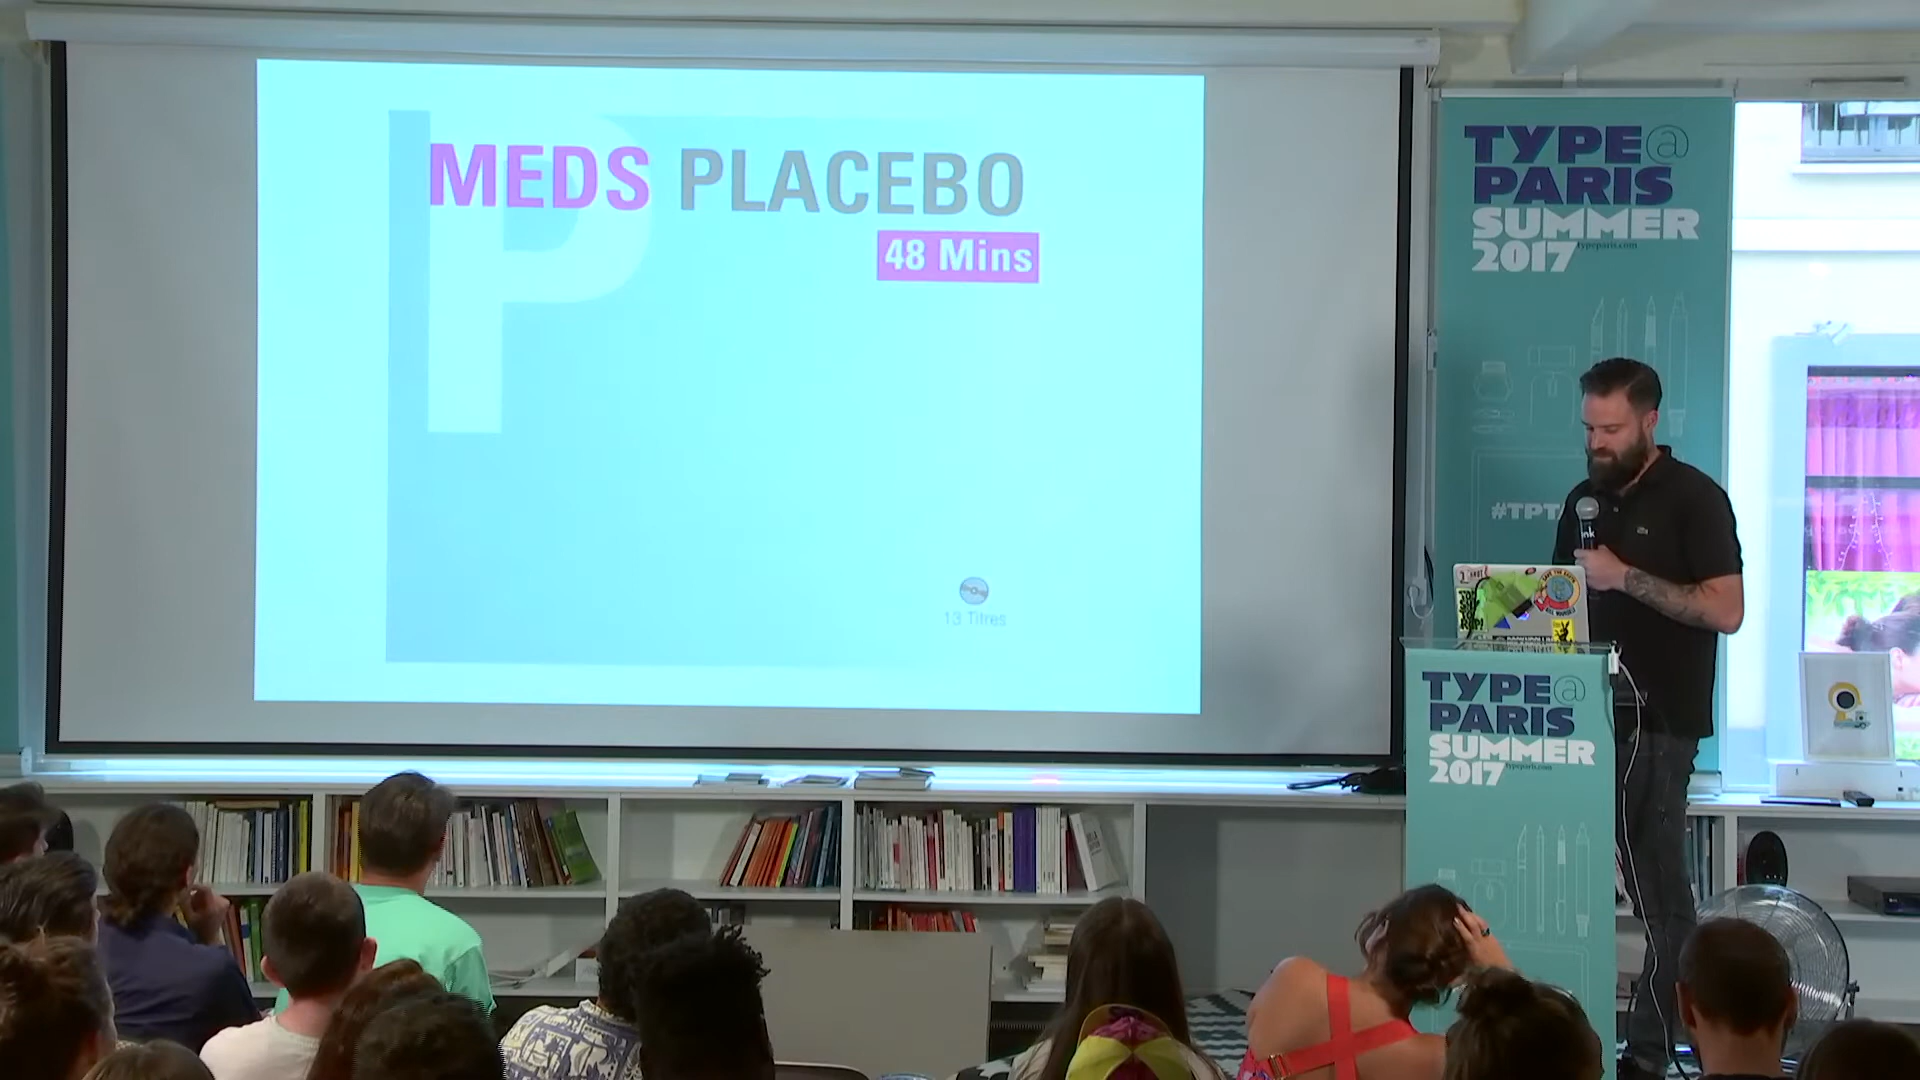 P
MEDS PLACEBO
48 Mins
13 Titres
TYPE@
PARIS
SUMMER
2017
typeparis.com
#TPT
nk
TYPE@
PARIS
SUMMER
2017
typeparis.com